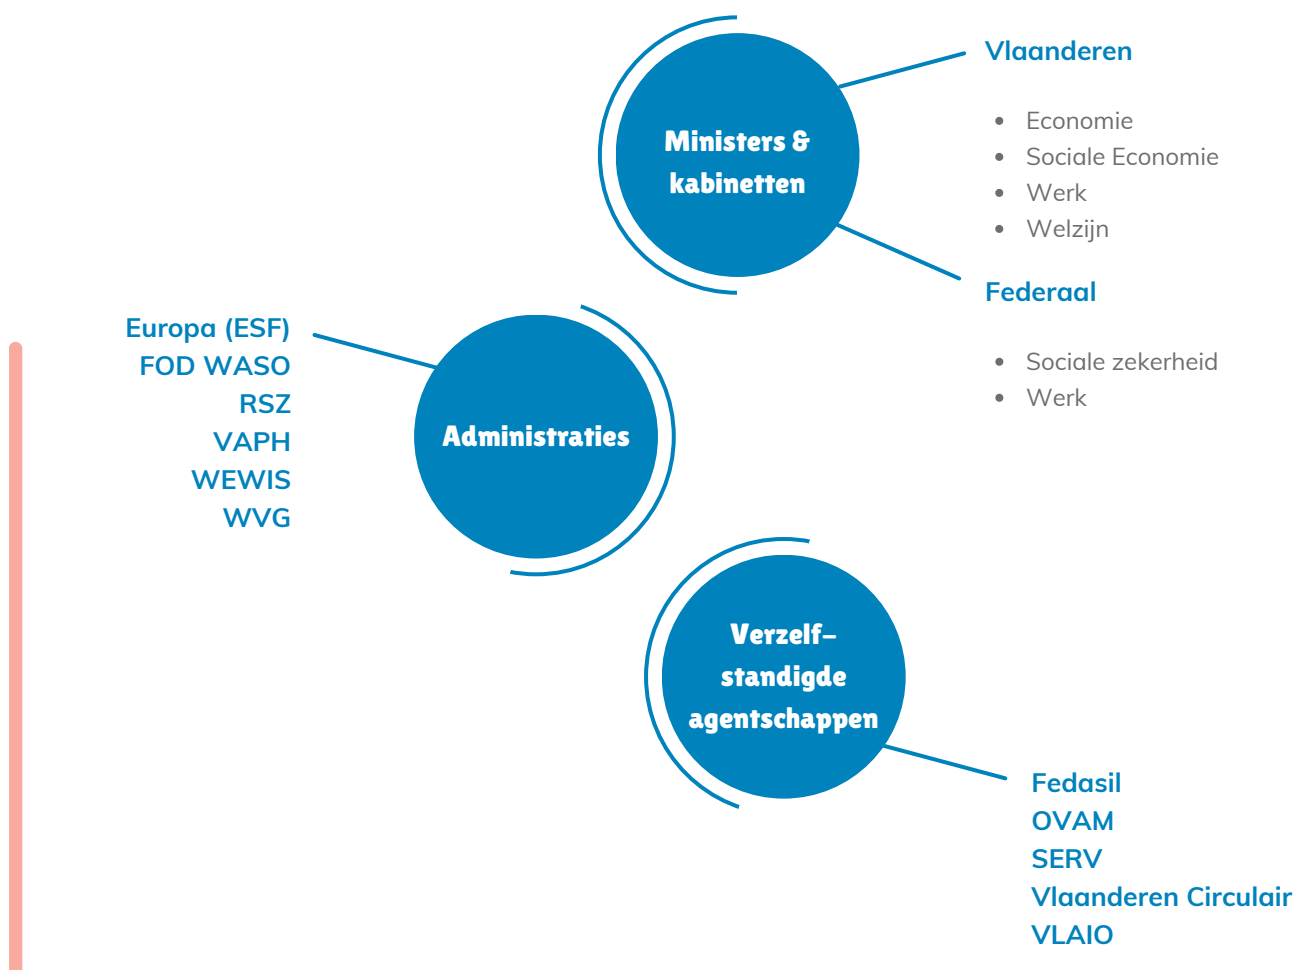 Ministers &
kabinetten
Vlaanderen
• Economie
• Sociale Economie
• Werk
• Welzijn
Federaal
• Sociale zekerheid
• Werk
Europa (ESF)
FOD WASO
RSZ
VAPH
WEWIS
WVG
Administraties
Verzelf-
standigde
agentschappen
Fedasil
OVAM
SERV
Vlaanderen Circulair
VLAIO